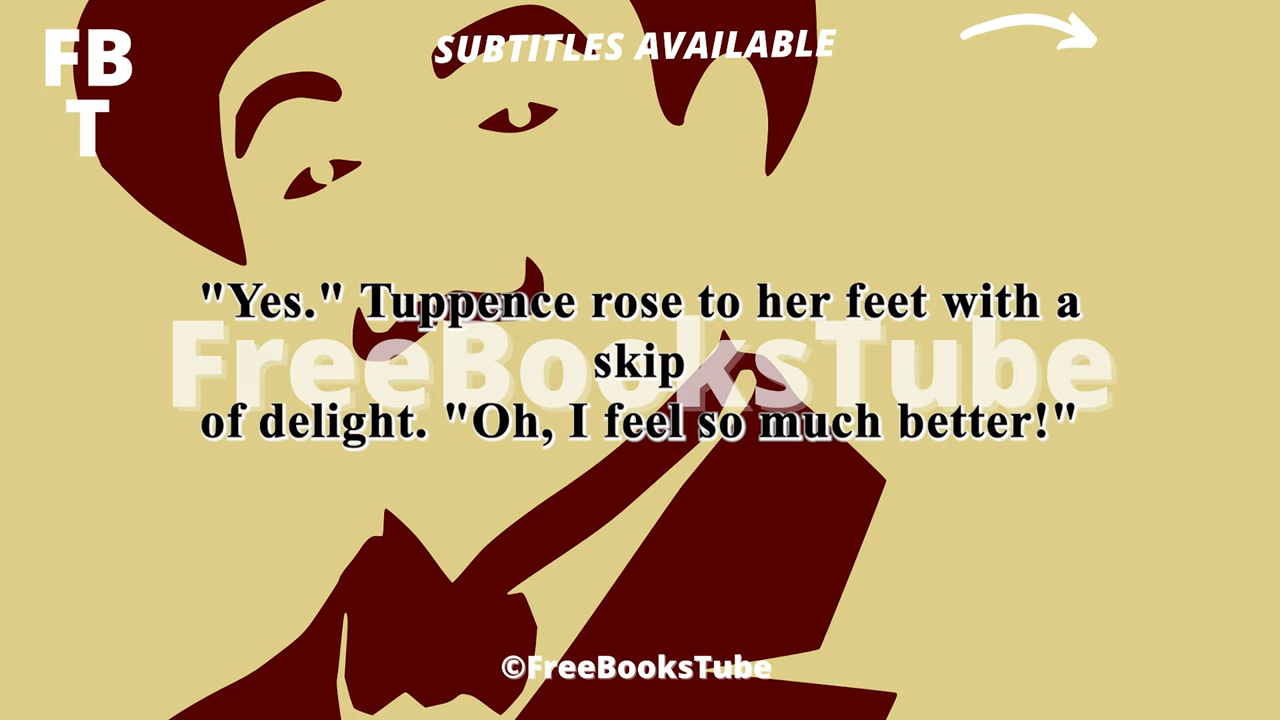 FB
T
SUBTITLES AVAILABLE
"Yes." Tuppence rose to her feet with a
skip
FreeBooksTube
of delight. "Oh, I feel so much better!"
©FreeBooksTube